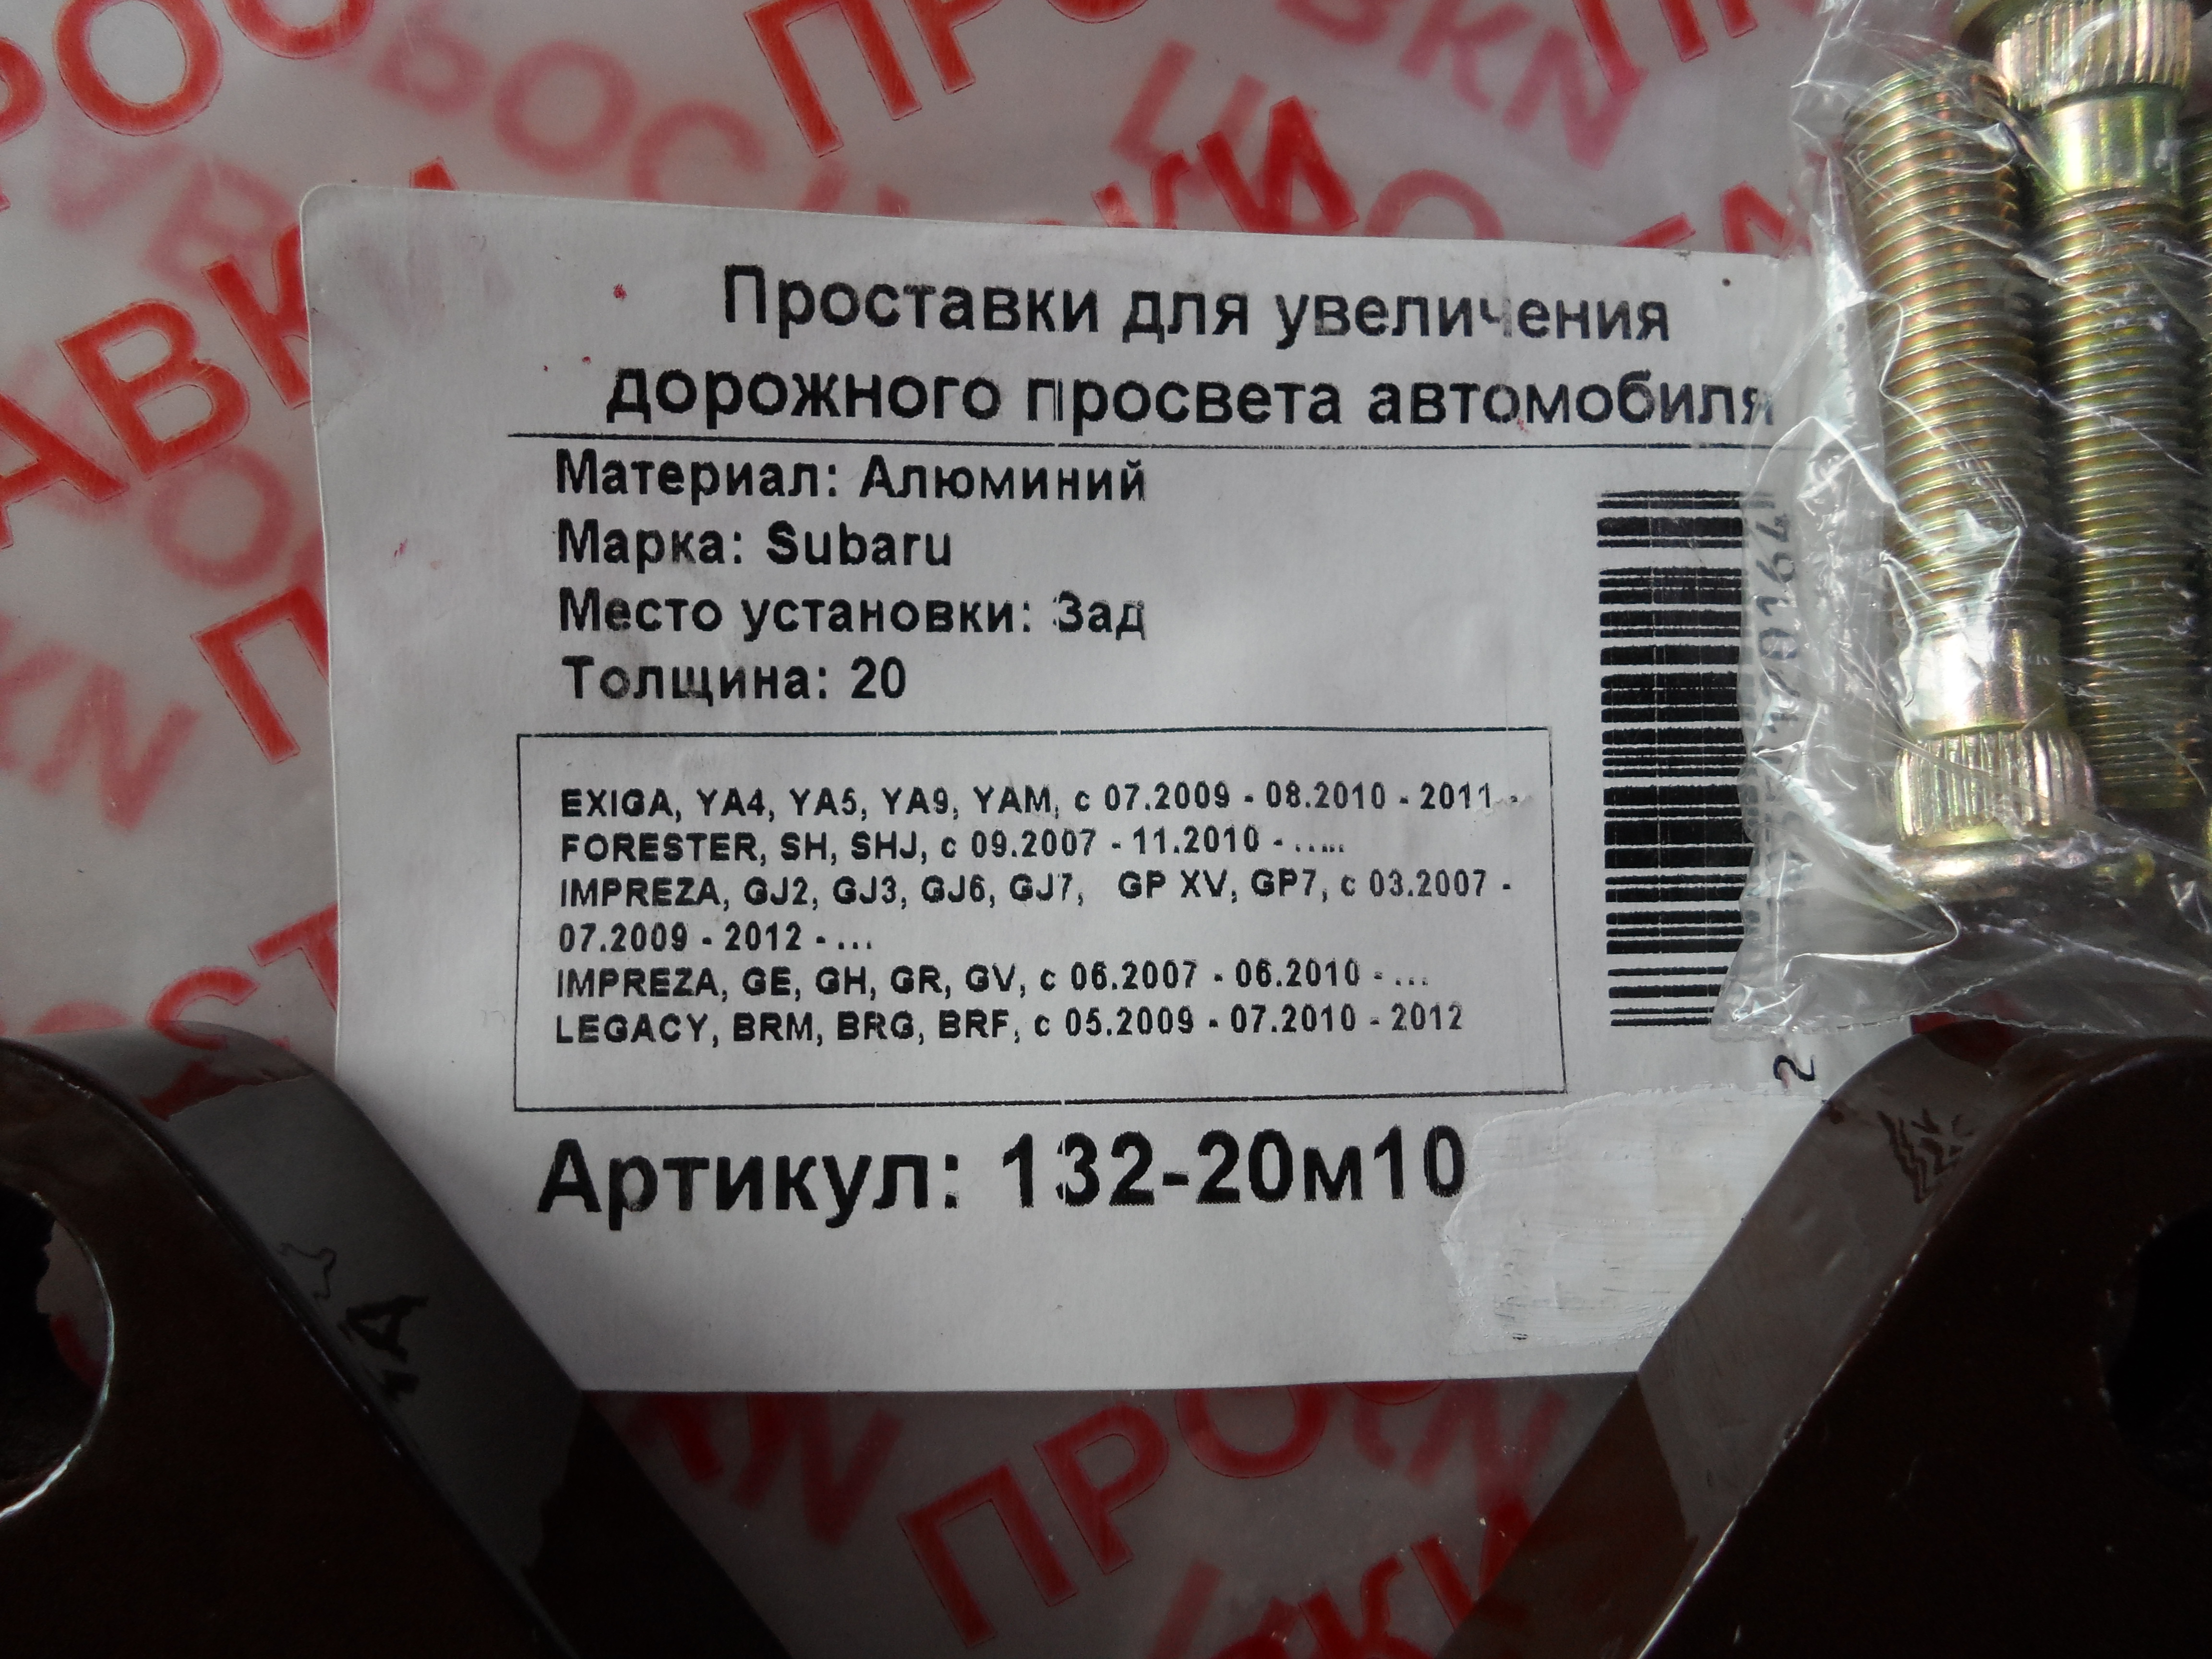 Проставки для увеличения
дорожного просвета автомобиля
Материал: Алюминий
Марка: Subaru
Место установки: Зад
Толщина: 20
EXIGA, YA4, YA5, YA9, YAM, с 07.2009 - 08.2010 - 2011 -
FORESTER, SH, SHJ, с 09.2007 - 11.2010 - .....
IMPREZA, GJ2, GJ3, GJ6, GJ7, GP XV, GP7, с 03.2007 -
07.2009 - 2012 - ...
IMPREZA, GE, GH, GR, GV, с 06.2007 - 06.2010 - ...
LEGACY, BRM, BRG, BRF, с 05.2009 - 07.2010 - 2012
Артикул: 132-20м10